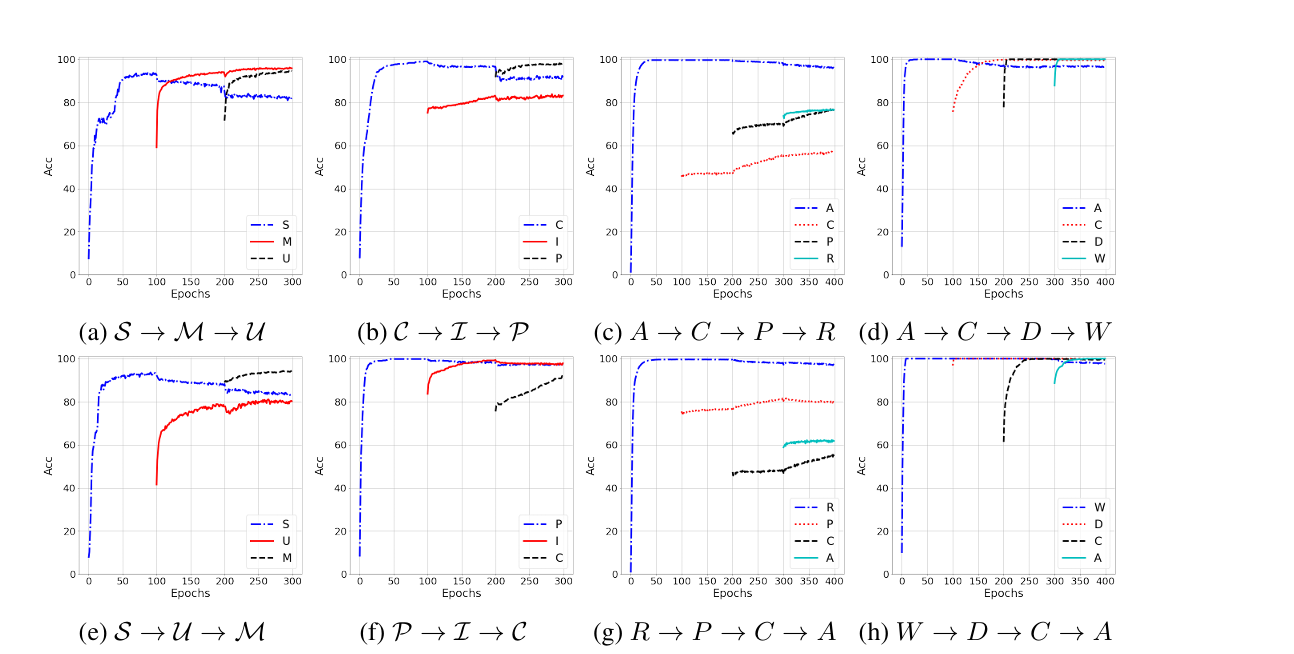 100
80
60
40
20
0
Acc
0 50 100 150 200 250 300
Epochs
S
M
U
(a) 𝒮 → ℳ → 𝒰
100
80
60
40
20
0
Acc
0 50 100 150 200 250 300
Epochs
C
I
P
(b) 𝒞 → ℐ → 𝒫
100
80
60
40
20
0
Acc
0 50 100 150 200 250 300 350 400
Epochs
A
C
P
R
(c) A → C → P → R
100
80
60
40
20
0
Acc
0 50 100 150 200 250 300 350 400
Epochs
A
C
D
W
(d) A → C → D → W
100
80
60
40
20
0
Acc
0 50 100 150 200 250 300
Epochs
S
U
M
(e) 𝒮 → 𝒰 → ℳ
100
80
60
40
20
0
Acc
0 50 100 150 200 250 300
Epochs
P
I
C
(f) 𝒫 → ℐ → 𝒞
100
80
60
40
20
0
Acc
0 50 100 150 200 250 300 350 400
Epochs
R
P
C
A
(g) R → P → C → A
100
80
60
40
20
0
Acc
0 50 100 150 200 250 300 350 400
Epochs
W
D
C
A
(h) W → D → C → A